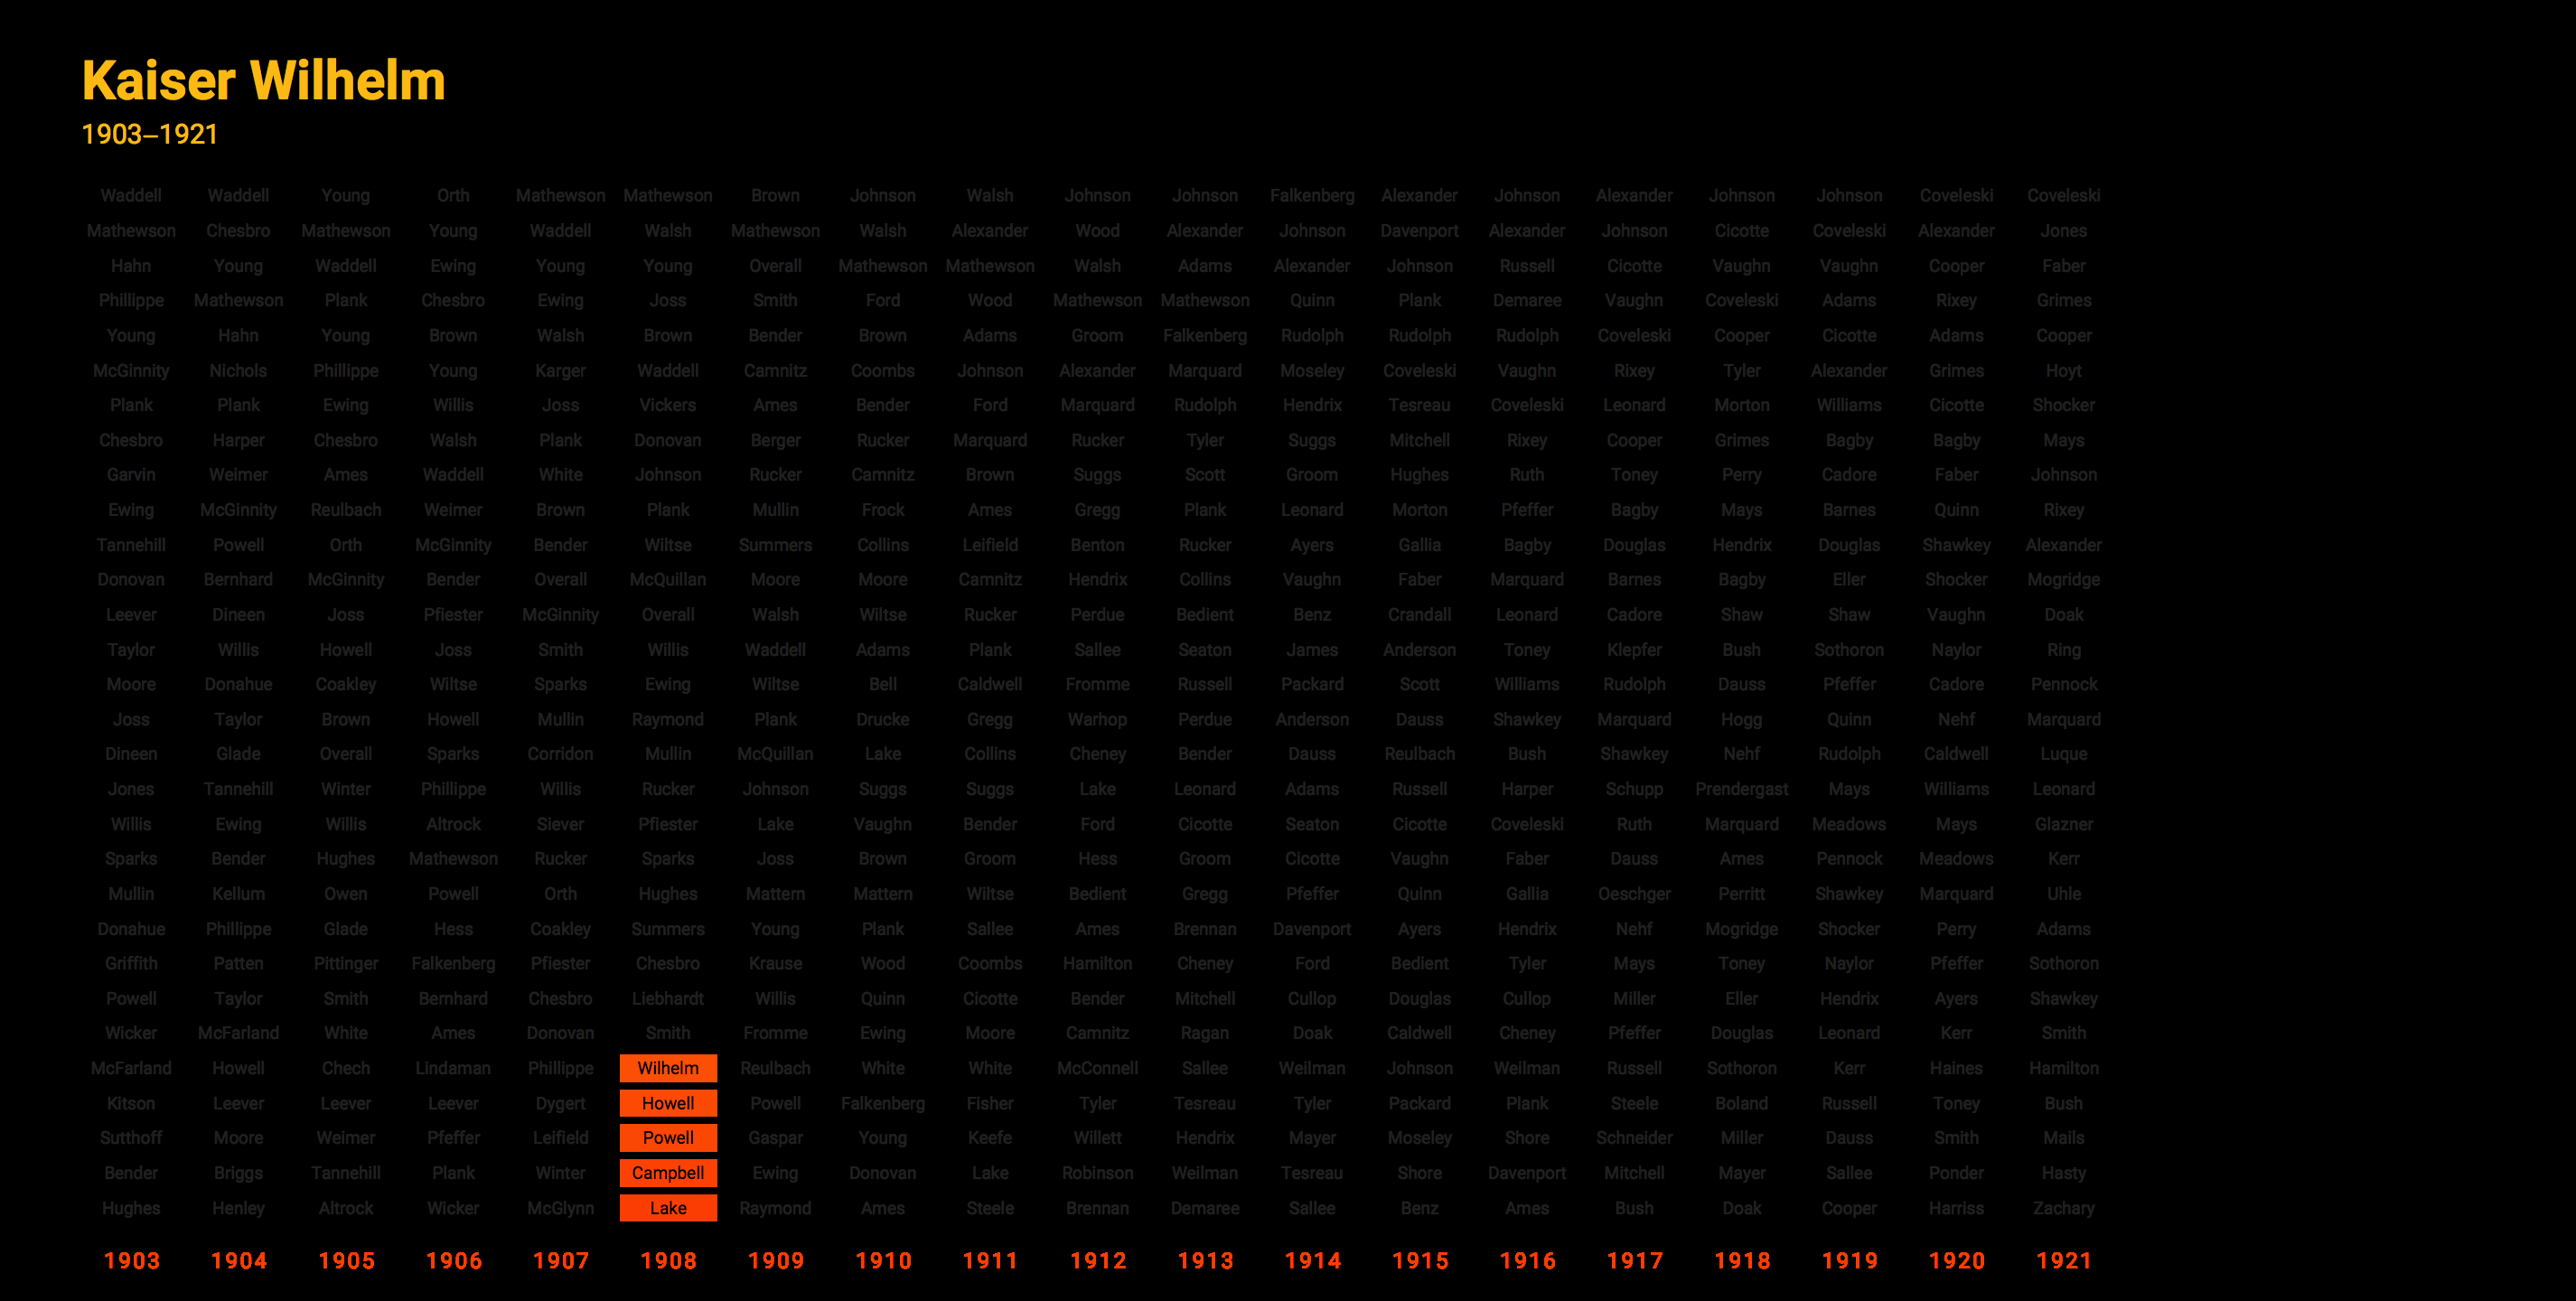 Kaiser Wilhelm
1903–1921
Waddell Waddell Young Orth Mathewson Mathewson Brown Johnson Walsh Johnson Johnson Falkenberg Alexander Johnson Alexander Johnson Johnson Coveleski Coveleski
Mathewson Chesbro Mathewson Young Waddell Walsh Mathewson Walsh Alexander Wood Alexander Johnson Davenport Alexander Johnson Cicotte Coveleski Alexander Jones
Hahn Young Waddell Ewing Young Young Overall Mathewson Mathewson Walsh Adams Alexander Johnson Russell Cicotte Vaughn Vaughn Cooper Faber
Phillippe Mathewson Plank Chesbro Ewing Joss Smith Ford Wood Mathewson Mathewson Quinn Plank Demaree Vaughn Coveleski Adams Rixey Grimes
Young Hahn Young Brown Walsh Brown Bender Brown Adams Groom Falkenberg Rudolph Rudolph Rudolph Coveleski Cooper Cicotte Adams Cooper
McGinnity Nichols Phillippe Young Karger Waddell Camnitz Coombs Johnson Alexander Marquard Moseley Coveleski Vaughn Rixey Tyler Alexander Grimes Hoyt
Plank Plank Ewing Willis Joss Vickers Ames Bender Ford Marquard Rudolph Hendrix Tesreau Coveleski Leonard Morton Williams Cicotte Shocker
Chesbro Harper Chesbro Walsh Plank Donovan Berger Rucker Marquard Rucker Tyler Suggs Mitchell Rixey Cooper Grimes Bagby Bagby Mays
Garvin Weimer Ames Waddell White Johnson Rucker Camnitz Brown Suggs Scott Groom Hughes Ruth Toney Perry Cadore Faber Johnson
Ewing McGinnity Reulbach Weimer Brown Plank Mullin Frock Ames Gregg Plank Leonard Morton Pfeffer Bagby Mays Barnes Quinn Rixey
Tannehill Powell Orth McGinnity Bender Wiltse Summers Collins Leifield Benton Rucker Ayers Gallia Bagby Douglas Hendrix Douglas Shawkey Alexander
Donovan Bernhard McGinnity Bender Overall McQuillan Moore Moore Camnitz Hendrix Collins Vaughn Faber Marquard Barnes Bagby Eller Shocker Mogridge
Leever Dineen Joss Pfiester McGinnity Overall Walsh Wiltse Rucker Perdue Bedient Benz Crandall Leonard Cadore Shaw Shaw Vaughn Doak
Taylor Willis Howell Joss Smith Willis Waddell Adams Plank Sallee Seaton James Anderson Toney Klepfer Bush Sothoron Naylor Ring
Moore Donahue Coakley Wiltse Sparks Ewing Wiltse Bell Caldwell Fromme Russell Packard Scott Williams Rudolph Dauss Pfeffer Cadore Pennock
Joss Taylor Brown Howell Mullin Raymond Plank Drucke Gregg Warhop Perdue Anderson Dauss Shawkey Marquard Hogg Quinn Nehf Marquard
Dineen Glade Overall Sparks Corridon Mullin McQuillan Lake Collins Cheney Bender Dauss Reulbach Bush Shawkey Nehf Rudolph Caldwell Luque
Jones Tannehill Winter Phillippe Willis Rucker Johnson Suggs Suggs Lake Leonard Adams Russell Harper Schupp Prendergast Mays Williams Leonard
Willis Ewing Willis Altrock Siever Pfiester Lake Vaughn Bender Ford Cicotte Seaton Cicotte Coveleski Ruth Marquard Meadows Mays Glazner
Sparks Bender Hughes Mathewson Rucker Sparks Joss Brown Groom Hess Groom Cicotte Vaughn Faber Dauss Ames Pennock Meadows Kerr
Mullin Kellum Owen Powell Orth Hughes Mattern Mattern Wiltse Bedient Gregg Pfeffer Quinn Gallia Oeschger Perritt Shawkey Marquard Uhle
Donahue Phillippe Glade Hess Coakley Summers Young Plank Sallee Ames Brennan Davenport Ayers Hendrix Nehf Mogridge Shocker Perry Adams
Griffith Patten Pittinger Falkenberg Pfiester Chesbro Krause Wood Coombs Hamilton Cheney Ford Bedient Tyler Mays Toney Naylor Pfeffer Sothoron
Powell Taylor Smith Bernhard Chesbro Liebhardt Willis Quinn Cicotte Bender Mitchell Cullop Douglas Cullop Miller Eller Hendrix Ayers Shawkey
Wicker McFarland White Ames Donovan Smith Fromme Ewing Moore Camnitz Ragan Doak Caldwell Cheney Pfeffer Douglas Leonard Kerr Smith
McFarland Howell Chech Lindaman Phillippe Wilhelm Reulbach White White McConnell Sallee Weilman Johnson Weilman Russell Sothoron Kerr Haines Hamilton
Kitson Leever Leever Leever Dygert Howell Powell Falkenberg Fisher Tyler Tesreau Tyler Packard Plank Steele Boland Russell Toney Bush
Sutthoff Moore Weimer Pfeffer Leifield Powell Gaspar Young Keefe Willett Hendrix Mayer Moseley Shore Schneider Miller Dauss Smith Mails
Bender Briggs Tannehill Plank Winter Campbell Ewing Donovan Lake Robinson Weilman Tesreau Shore Davenport Mitchell Mayer Sallee Ponder Hasty
Hughes Henley Altrock Wicker McGlynn Lake Raymond Ames Steele Brennan Demaree Sallee Benz Ames Bush Doak Cooper Harriss Zachary
1903 1904 1905 1906 1907 1908 1909 1910 1911 1912 1913 1914 1915 1916 1917 1918 1919 1920 1921